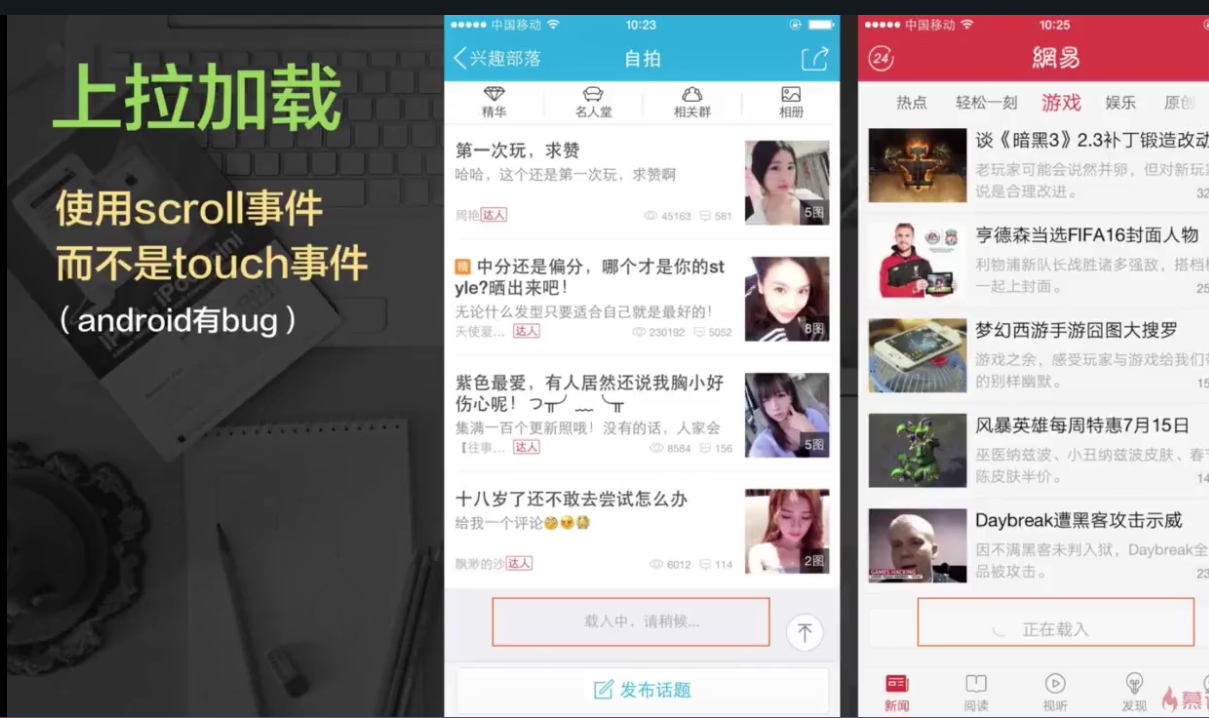 上拉加载
使用scroll事件
而不是touch事件
（android有bug）
中国移动
10:23
兴趣部落
自拍
精华
名人堂
相关群
相册
第一次玩，求赞
哈哈，这个还是第一次玩，求赞啊
周艳 达人
45163
581
5图
精 中分还是偏分，哪个才是你的st
yle?晒出来吧！
无论什么发型只要适合自己就是最好的！
天使爱... 达人
230192
5052
8图
紫色最爱，有人居然还说我胸小好
伤心呢！つ╥╯﹏╰╥
集满一百个更新照哦！没有的话，人家会
【往事... 达人
8584
156
5图
十八岁了还不敢去尝试怎么办
给我一个评论
飘渺的沙 达人
6012
114
2图
载入中，请稍候...
发布话题
中国移动
10:25
24
網易
热点
轻松一刻
游戏
娱乐
原创
谈《暗黑3》2.3补丁锻造改动
老玩家可能会说然并卵，但对新玩
说是合理改进。
32
亨德森当选FIFA16封面人物
利物浦新队长战胜诸多强敌，搭档
一起上封面。
25
梦幻西游手游囧图大搜罗
游戏之余，感受玩家与游戏给我们
的别样幽默。
15
风暴英雄每周特惠7月15日
巫医纳兹波、小丑纳兹波皮肤、春
陈皮肤半价。
14
Daybreak遭黑客攻击示威
因不满黑客未判入狱，Daybreak全
品被攻击。
23
GAMES HACKING
正在载入
新闻
阅读
视听
发现
慕